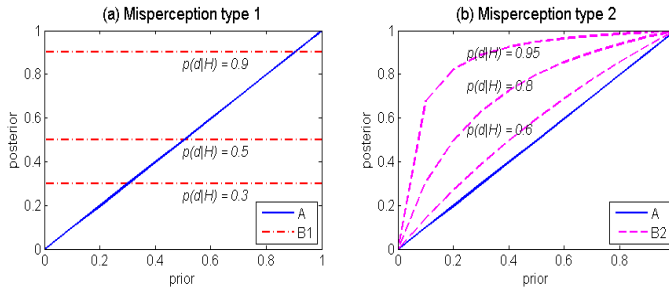 (a) Misperception type 1
1
0.8
0.6
0.4
0.2
0
posterior
p(d|H) = 0.9
p(d|H) = 0.5
p(d|H) = 0.3
A
B1
0 0.2 0.4 0.6 0.8 1
prior
(b) Misperception type 2
1
0.8
0.6
0.4
0.2
0
posterior
p(d|H) = 0.95
p(d|H) = 0.8
p(d|H) = 0.6
A
B2
0 0.2 0.4 0.6 0.8
prior